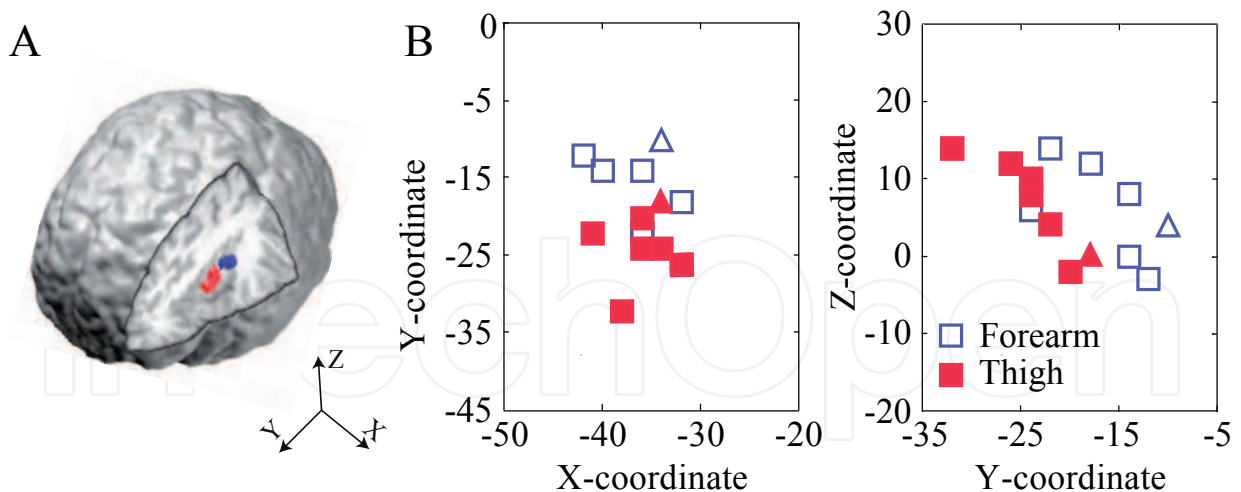 A
B
Z
Y
X
-0
-5
-15
-25
-35
-45
-50
-40
-30
-20
Y-coordinate
X-coordinate
30
20
10
0
-10
-20
-35
-25
-15
-5
Z-coordinate
Y-coordinate
Forearm
Thigh
InTechOpen